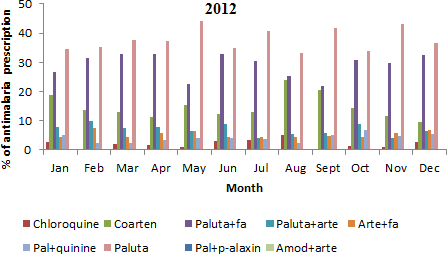 2012
% of antimalaria prescription
50
40
30
20
10
0
Jan Feb Mar Apr May Jun Jul Aug Sept Oct Nov Dec
Month
Chloroquine Coarten Paluta+fa Paluta+arte Arte+fa
Pal+quinine Paluta Pal+p-alaxin Amod+arte